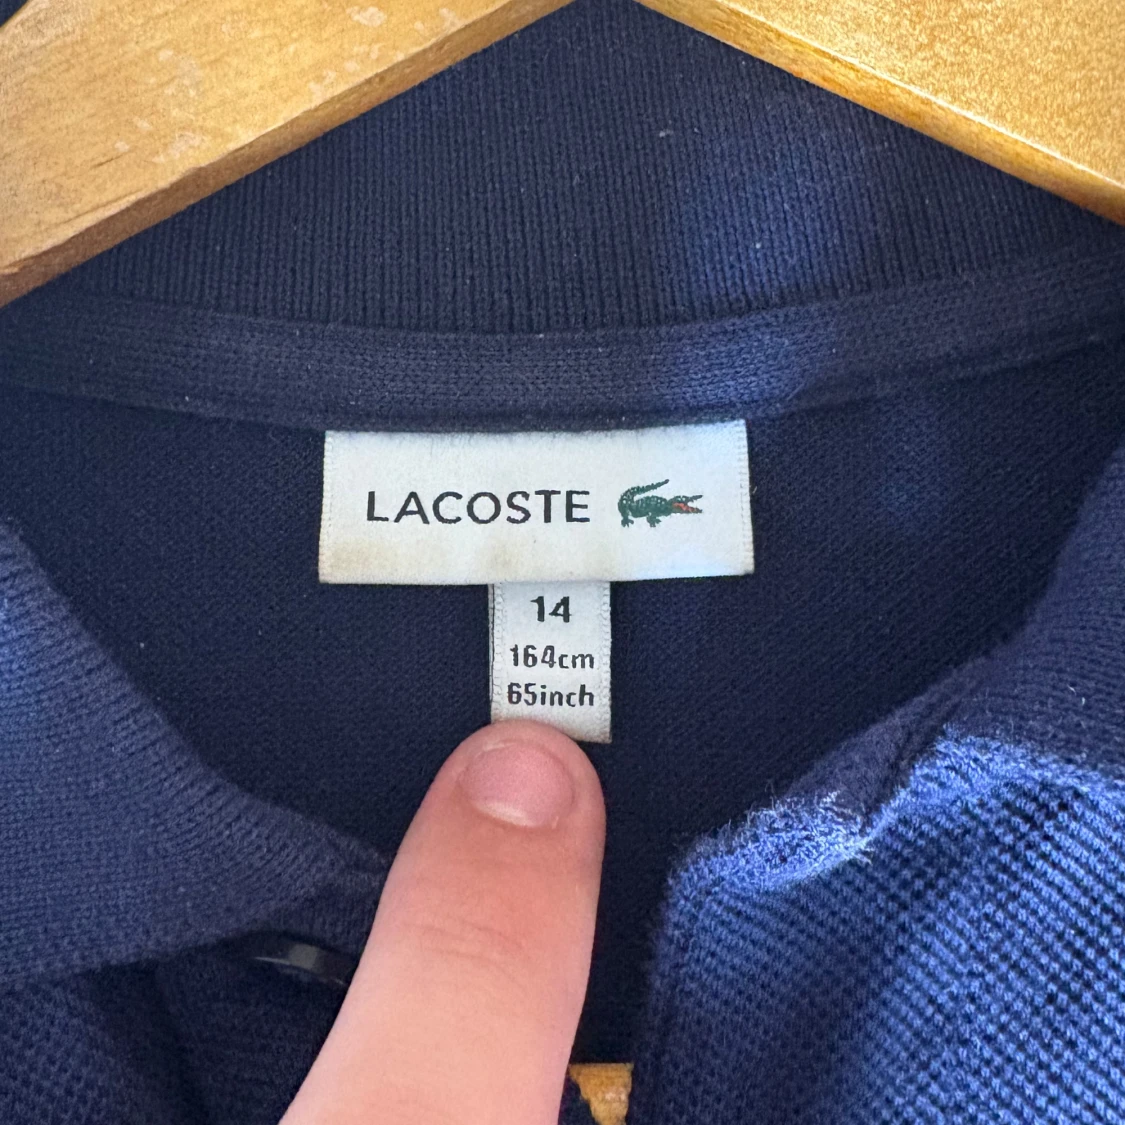 LACOSTE
14
164cm
65inch